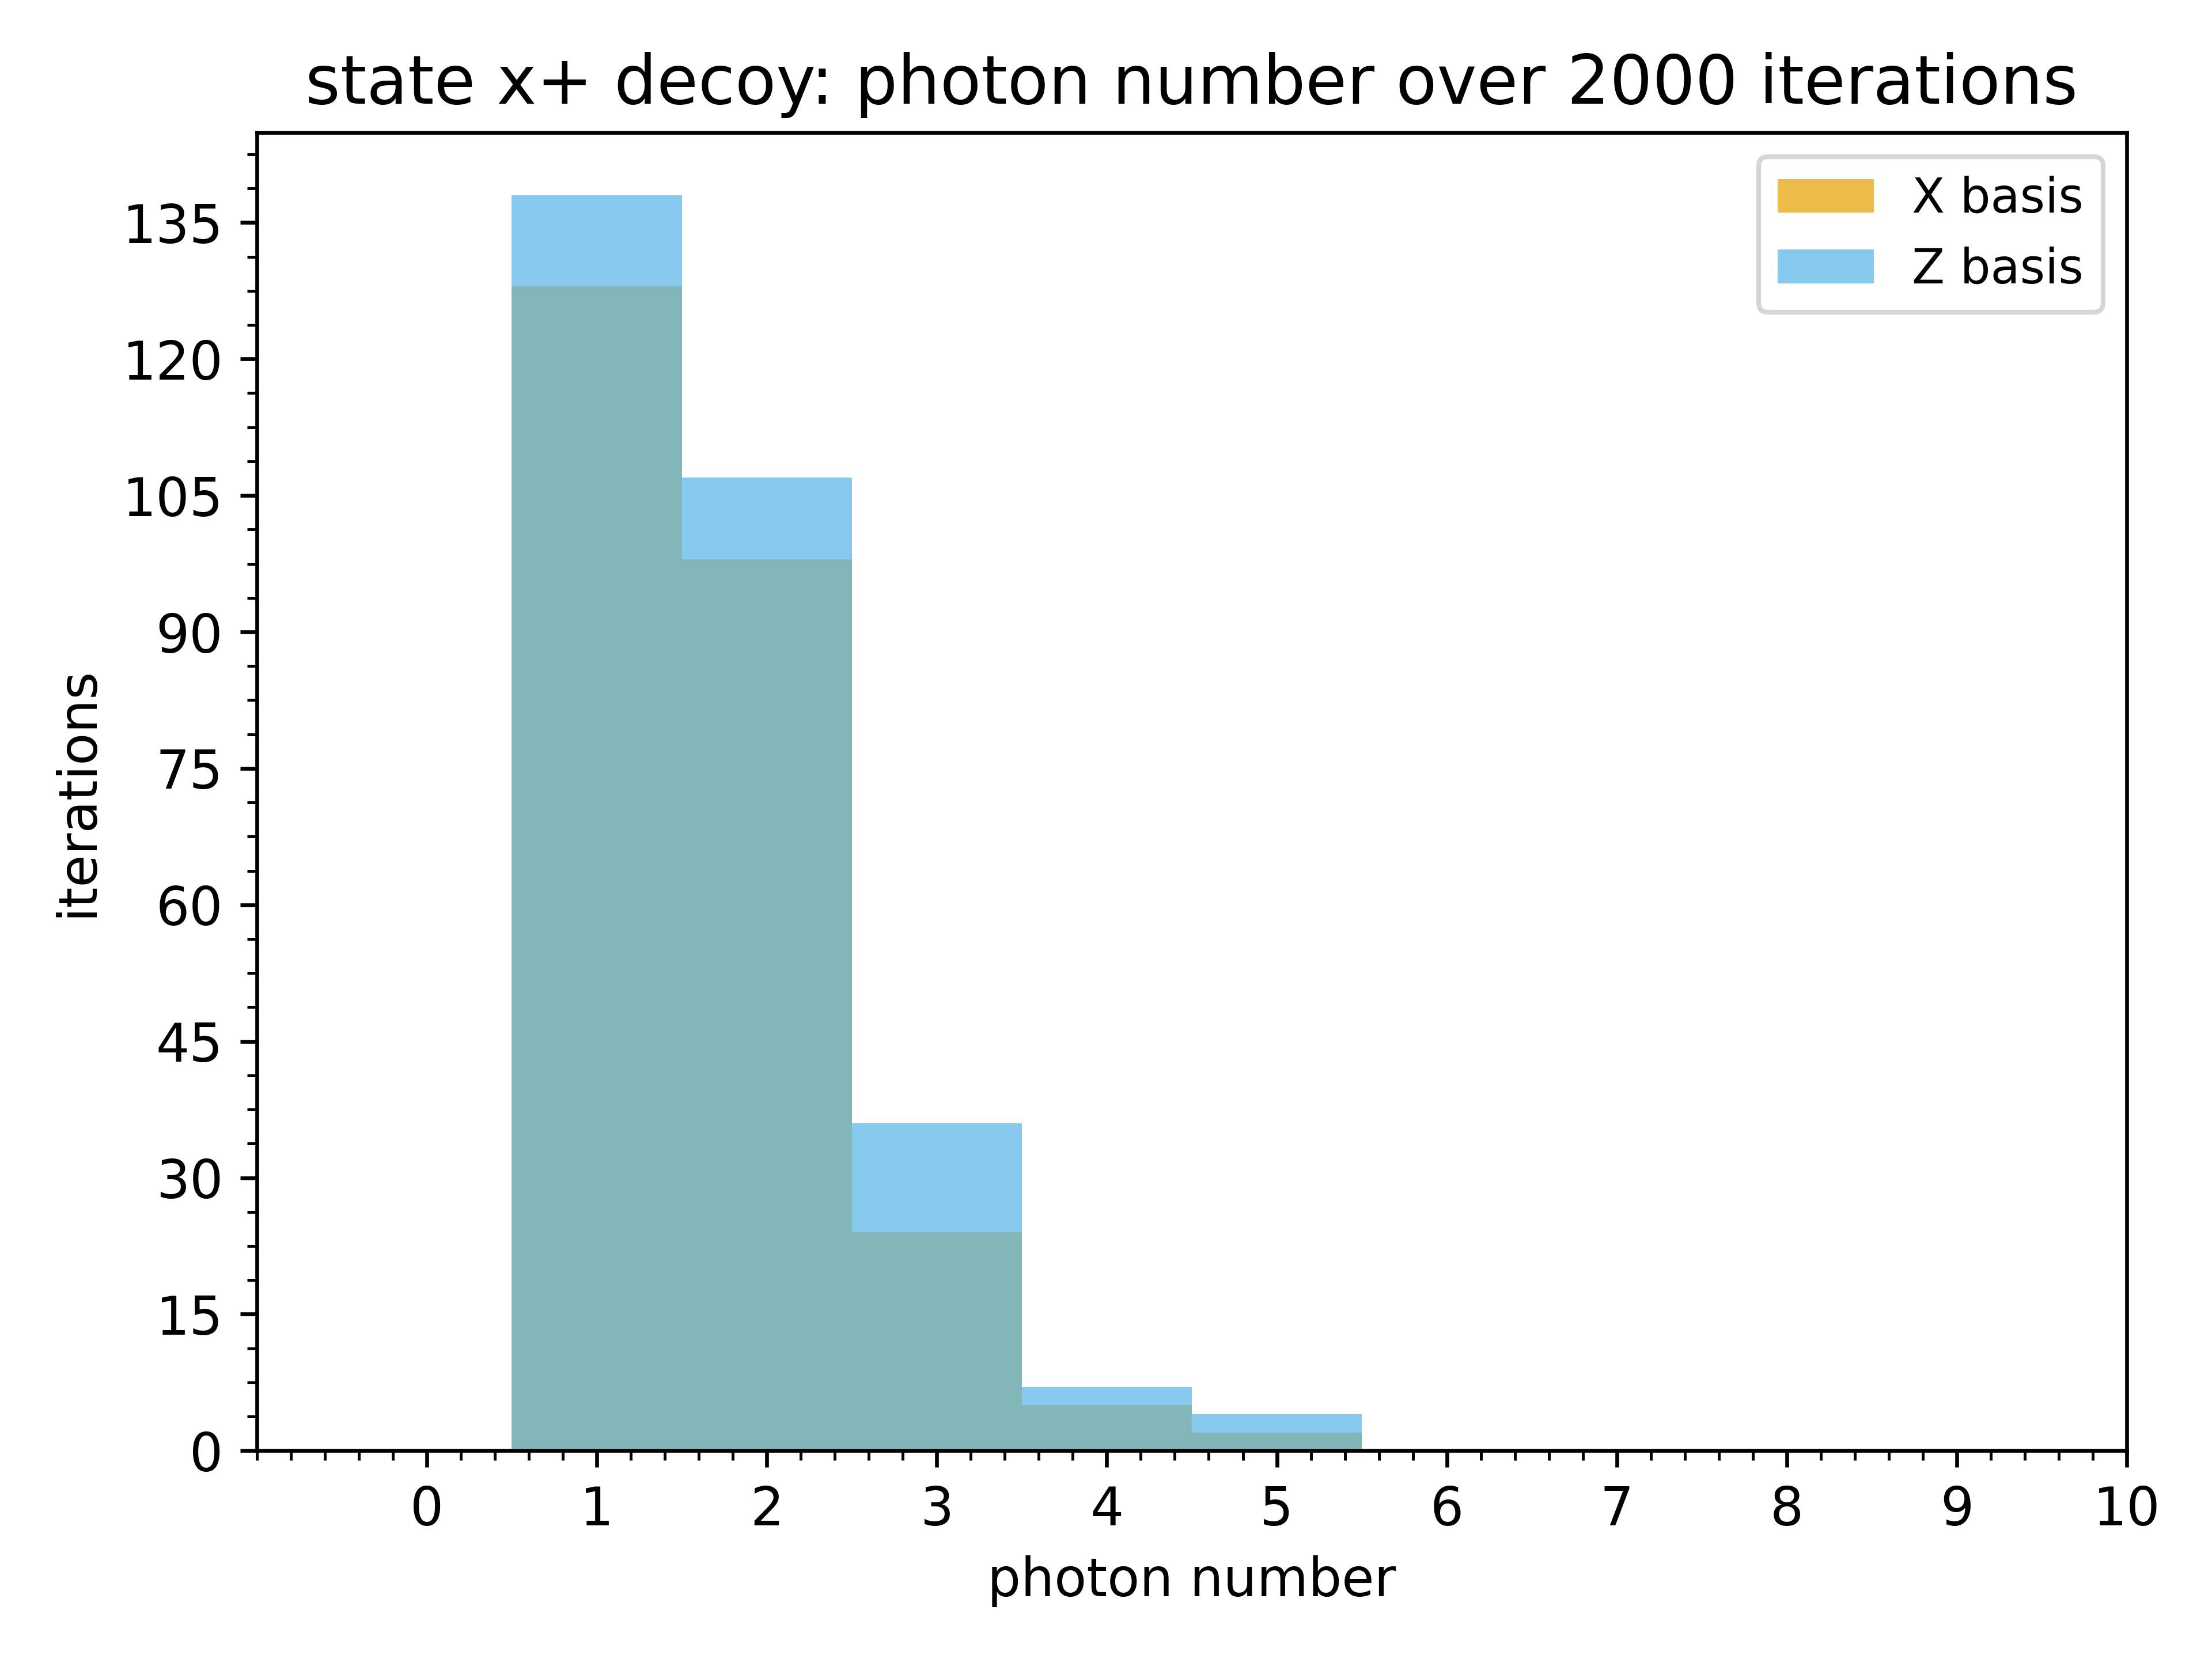 state x+ decoy: photon number over 2000 iterations
X basis
Z basis
135
120
105
90
75
60
45
30
15
0
iterations
0 1 2 3 4 5 6 7 8 9 10
photon number